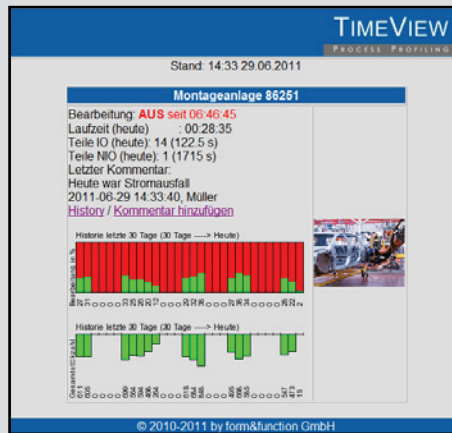 TIMEVIEW
PROCESS PROFILING
Stand: 14:33 29.06.2011
Montageanlage 86251
Bearbeitung: AUS seit 06:46:45
Laufzeit (heute) : 00:28:35
Teile IO (heute): 14 (122.5 s)
Teile NIO (heute): 1 (1715 s)
Letzter Kommentar:
Heute war Stromausfall
2011-06-29 14:33:40, Müller
History / Kommentar hinzufügen
Historie letzte 30 Tage (30 Tage ----> Heute)
Bearbeitung in %
Historie letzte 30 Tage (30 Tage ----> Heute)
Gesamtstückzahl
© 2010-2011 by form&function GmbH